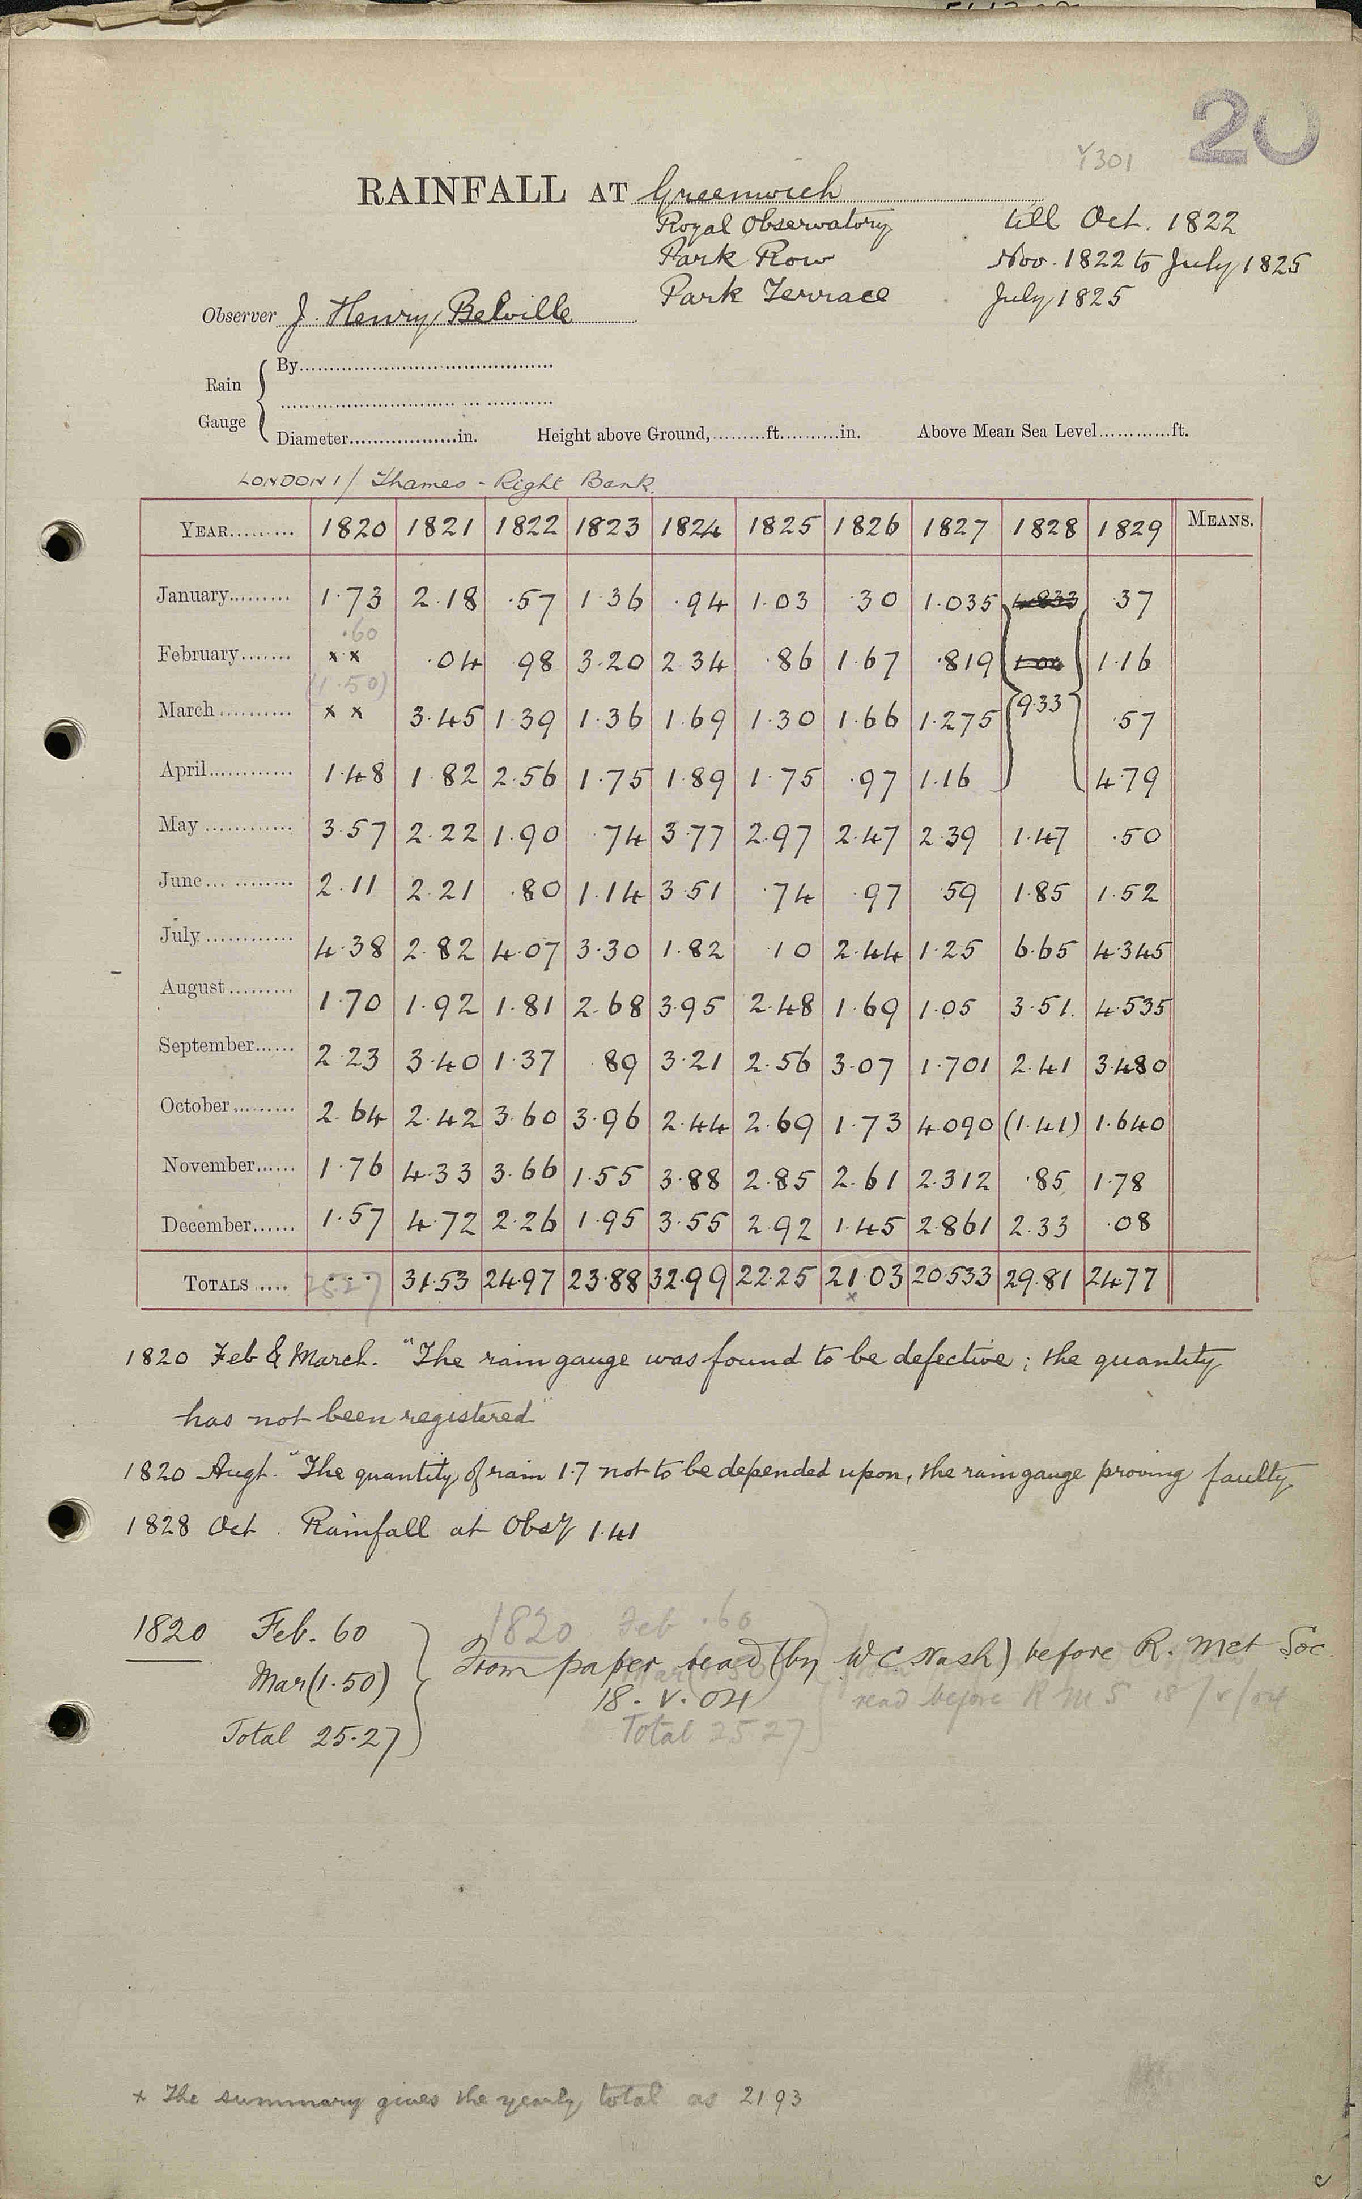 20
Y301
RAINFALL AT Greenwich
Royal Observatory till Oct. 1822
Park Row Nov. 1822 to July 1825
Park Terrace July 1825
Observer J. Henry Belville
Rain Gauge { By
Diameter in. Height above Ground, ft. in. Above Mean Sea Level ft.
LONDON 1 / Thames - Right Bank
YEAR 1820 1821 1822 1823 1824 1825 1826 1827 1828 1829 MEANS.
January 1.73 2.18 .57 1.36 .94 1.03 .30 1.035 .37
.60
February x x .04 .98 3.20 2.34 .86 1.67 .819 1.16
(1.50)
March x x 3.45 1.39 1.36 1.69 1.30 1.66 1.275 9.33 .57
April 1.48 1.82 2.56 1.75 1.89 1.75 .97 1.16 4.79
May 3.57 2.22 1.90 .74 3.77 2.97 2.47 2.39 1.47 .50
June 2.11 2.21 .80 1.14 3.51 .74 .97 .59 1.85 1.52
July 4.38 2.82 4.07 3.30 1.82 .10 2.44 1.25 6.65 4.345
August 1.70 1.92 1.81 2.68 3.95 2.48 1.69 1.05 3.51 4.535
September 2.23 3.40 1.37 .89 3.21 2.56 3.07 1.701 2.41 3.480
October 2.64 2.42 3.60 3.96 2.44 2.69 1.73 4.090 (1.41) 1.640
November 1.76 4.33 3.66 1.55 3.88 2.85 2.61 2.312 .85 1.78
December 1.57 4.72 2.26 1.95 3.55 2.92 1.45 2.861 2.33 .08
TOTALS 25.27 31.53 24.97 23.88 32.99 22.25 21.03 20.533 29.81 24.77
x
1820 Feb & March. "The rain gauge was found to be defective; the quantity
has not been registered"
1820 Augt. "The quantity of rain 1.7 not to be depended upon, the rain gauge proving faulty
1828 Oct. Rainfall at Obsy 1.41
1820 Feb. 60
1820 Feb .60
Mar (1.50) From paper read (by W C Nash) before R. Met Soc.
18. V. 04
read before R M S 18/V/04
Total 25.27
Total 25 27
x The summary gives the yearly total as 21 93